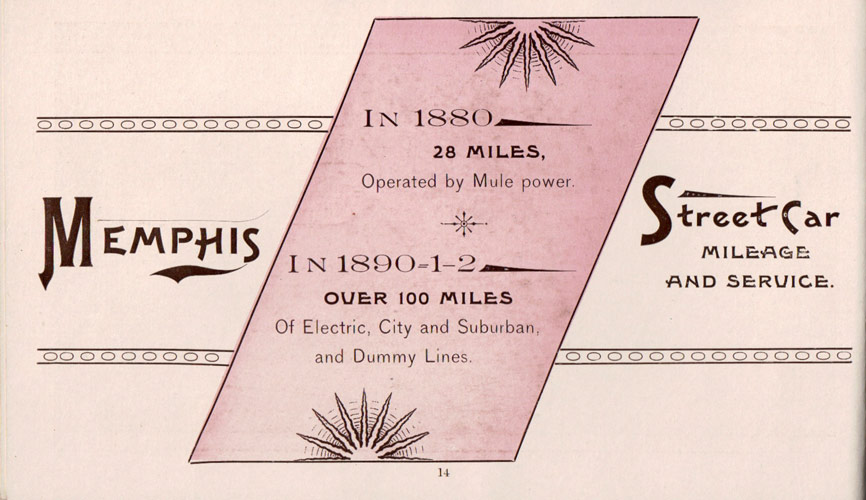 MEMPHIS
IN 1880
28 MILES,
Operated by Mule power.
IN 1890-1-2
OVER 100 MILES
Of Electric, City and Suburban,
and Dummy Lines.
Street Car
MILEAGE
AND SERVICE.
14